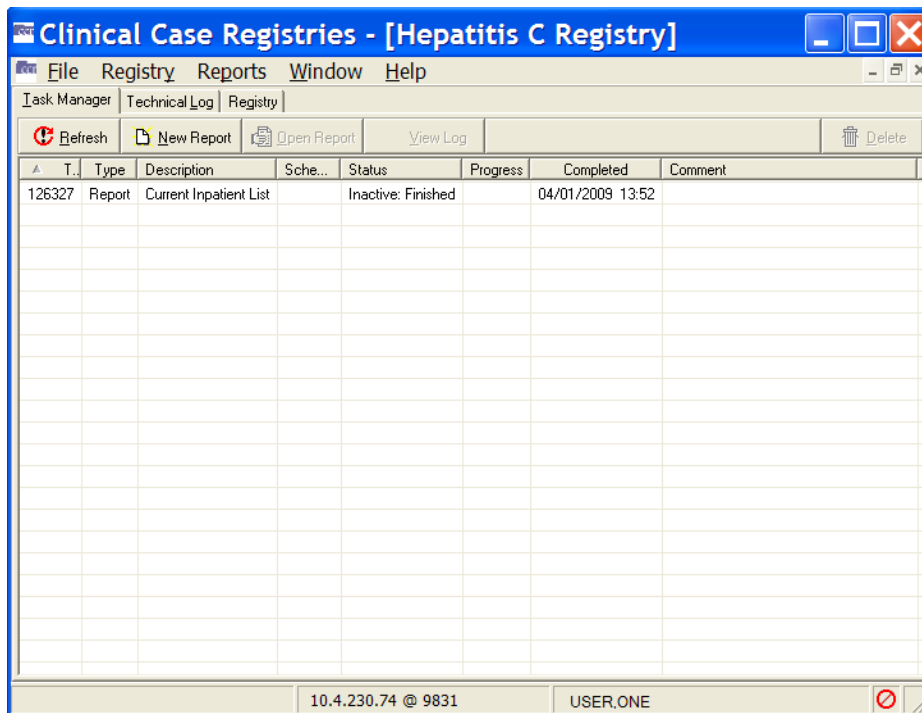 Clinical Case Registries - [Hepatitis C Registry]
File Registry Reports Window Help
Task Manager Technical Log Registry
Refresh New Report Open Report View Log Delete
T.. Type Description Sche... Status Progress Completed Comment
126327 Report Current Inpatient List Inactive: Finished 04/01/2009 13:52
10.4.230.74 @ 9831 USER,ONE